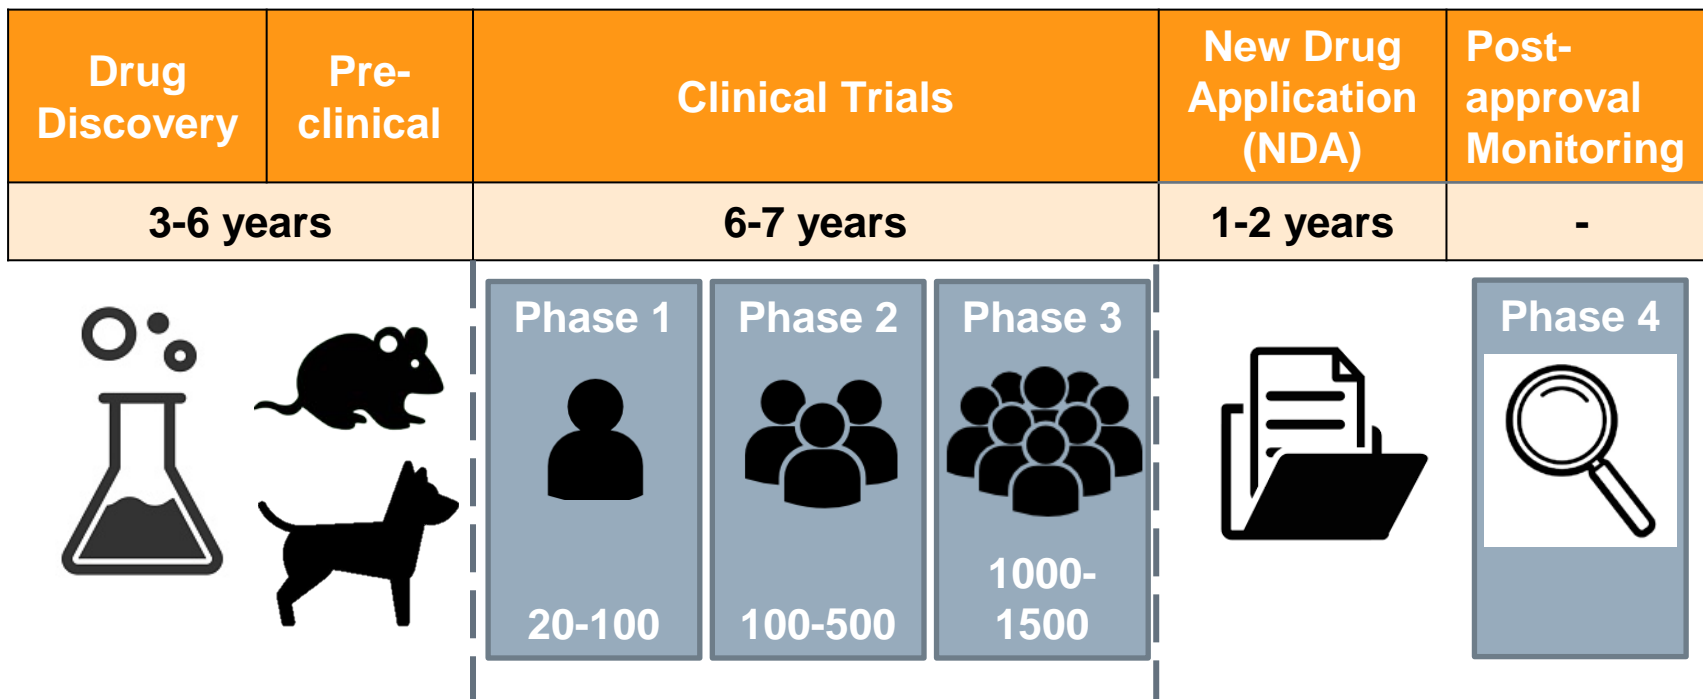 Drug
Discovery
Pre-
clinical
Clinical Trials
New Drug
Application
(NDA)
Post-
approval
Monitoring
3-6 years
6-7 years
1-2 years
-
Phase 1
Phase 2
Phase 3
Phase 4
20-100
100-500
1000-
1500